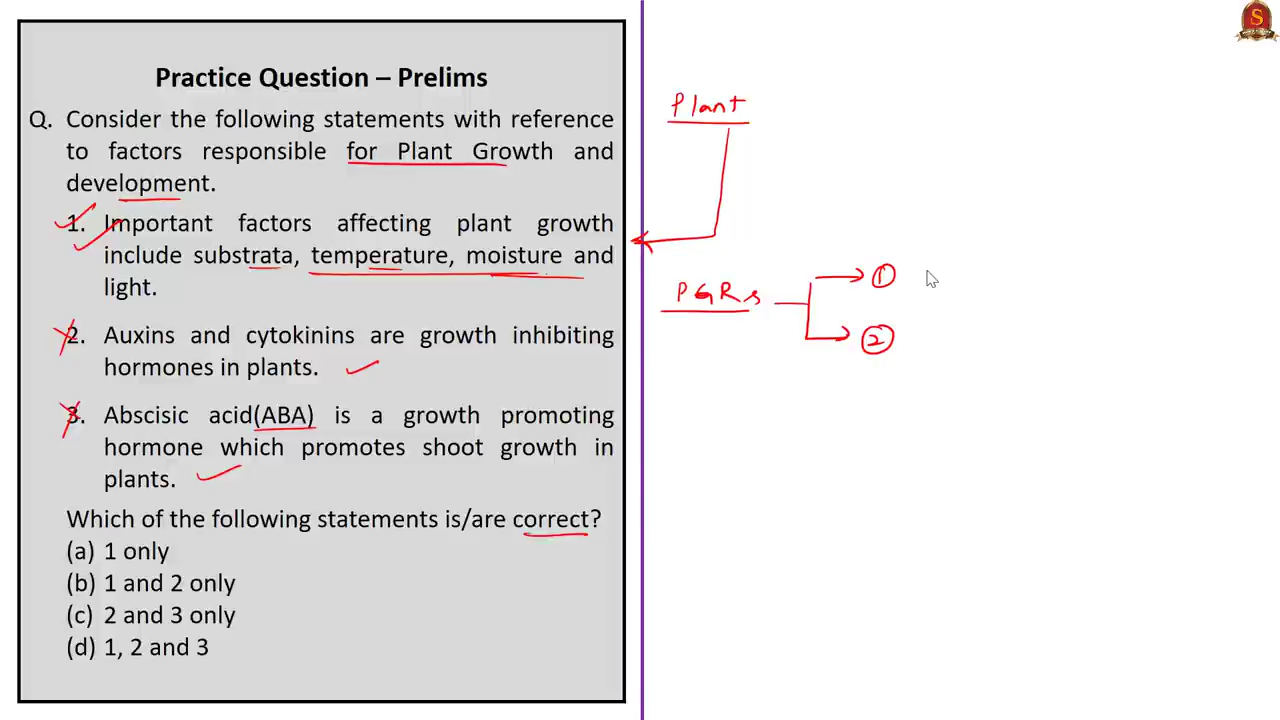 Practice Question – Prelims
Q. Consider the following statements with reference
to factors responsible for Plant Growth and
development.
1. Important factors affecting plant growth
include substrata, temperature, moisture and
light.
2. Auxins and cytokinins are growth inhibiting
hormones in plants.
3. Abscisic acid(ABA) is a growth promoting
hormone which promotes shoot growth in
plants.
Which of the following statements is/are correct?
(a) 1 only
(b) 1 and 2 only
(c) 2 and 3 only
(d) 1, 2 and 3
Plant
PGRs
1
2
S